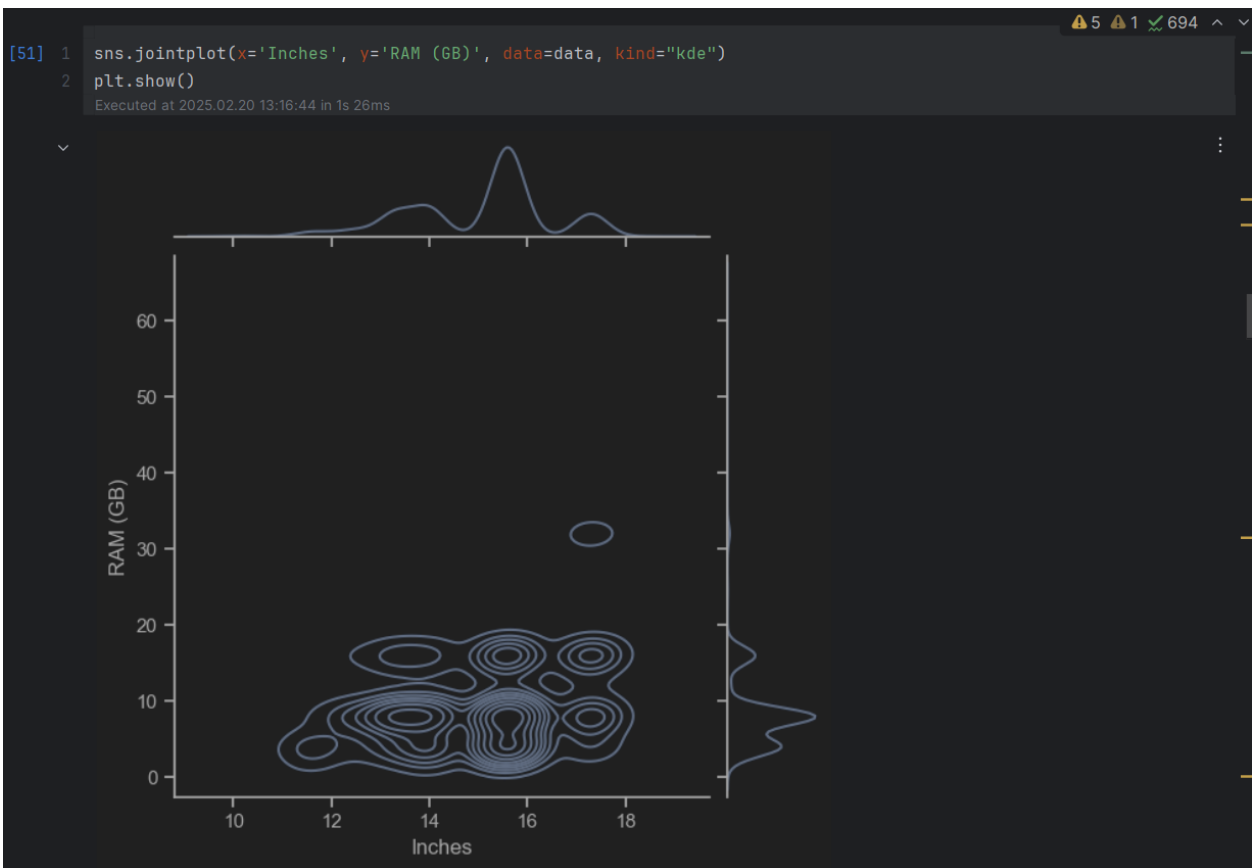 5 1 694
[51] 1 sns.jointplot(x='Inches', y='RAM (GB)', data=data, kind="kde")
2 plt.show()
Executed at 2025.02.20 13:16:44 in 1s 26ms
60
50
40
30
20
10
0
RAM (GB)
10 12 14 16 18
Inches